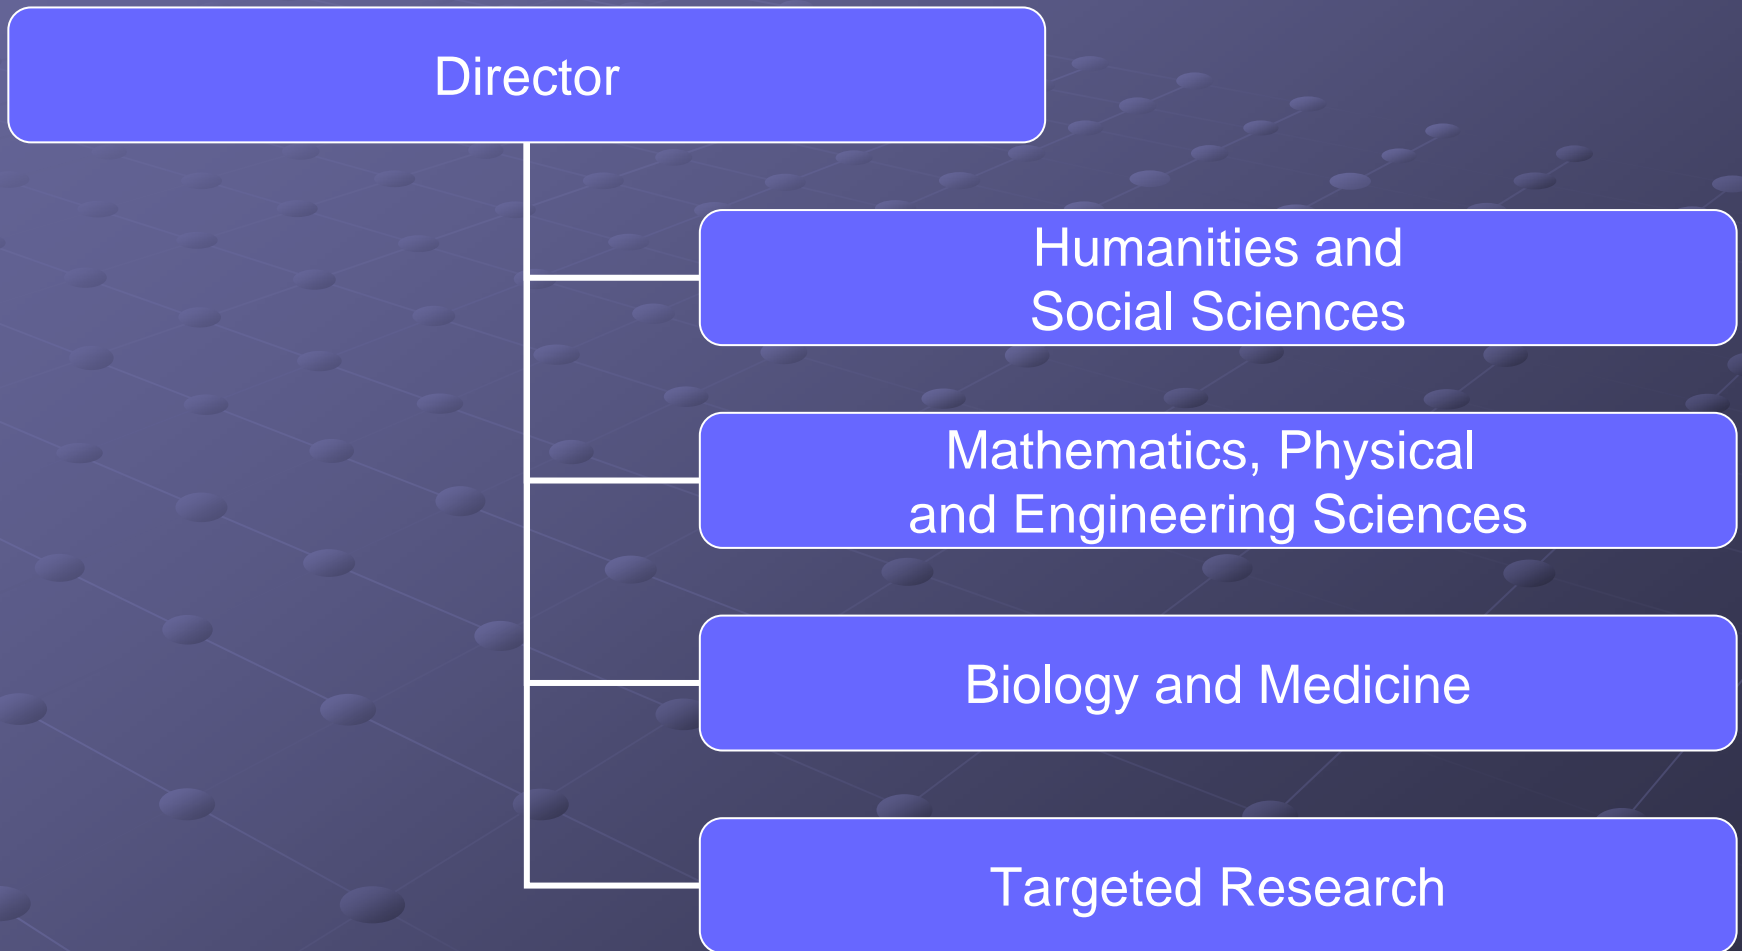 Director
Humanities and
Social Sciences
Mathematics, Physical
and Engineering Sciences
Biology and Medicine
Targeted Research